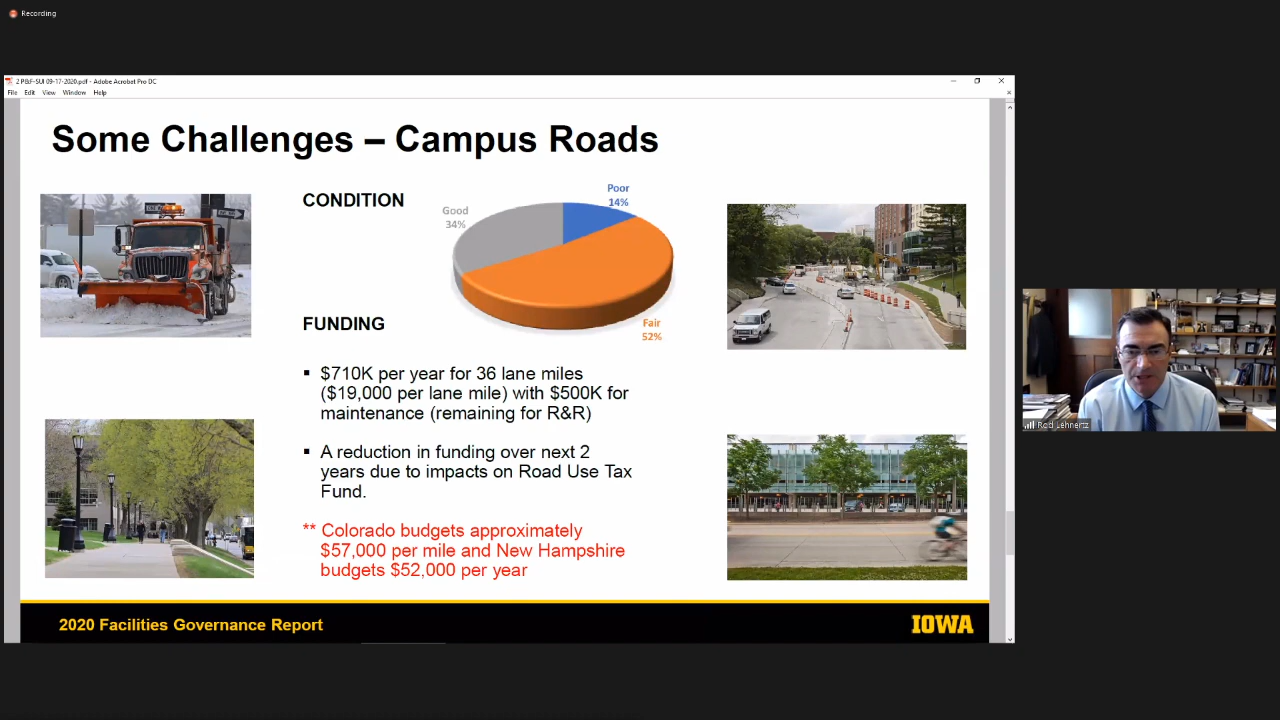 Recording
2 P&F-SUI 09-17-2020.pdf - Adobe Acrobat Pro DC
File Edit View Window Help
Some Challenges – Campus Roads
CONDITION
Poor
14%
Good
34%
Fair
52%
FUNDING
▪ $710K per year for 36 lane miles
($19,000 per lane mile) with $500K for
maintenance (remaining for R&R)
▪ A reduction in funding over next 2
years due to impacts on Road Use Tax
Fund.
** Colorado budgets approximately
$57,000 per mile and New Hampshire
budgets $52,000 per year
2020 Facilities Governance Report
IOWA
Rod Lehnertz